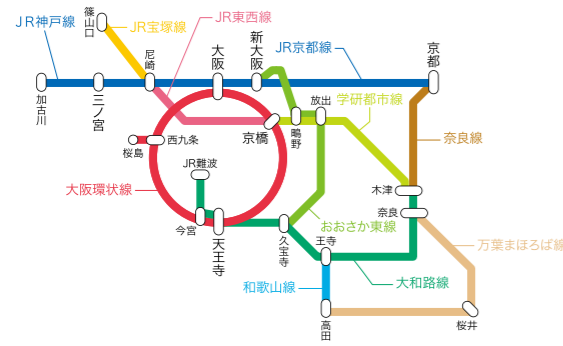 篠山口
JR神戸線
JR宝塚線
JR東西線
尼崎
大阪
新大阪
JR京都線
京都
加古川
三ノ宮
放出
学研都市線
京橋
鴫野
奈良線
西九条
桜島
JR難波
大阪環状線
木津
奈良
今宮
天王寺
久宝寺
おおさか東線
王寺
万葉まほろば線
和歌山線
大和路線
高田
桜井